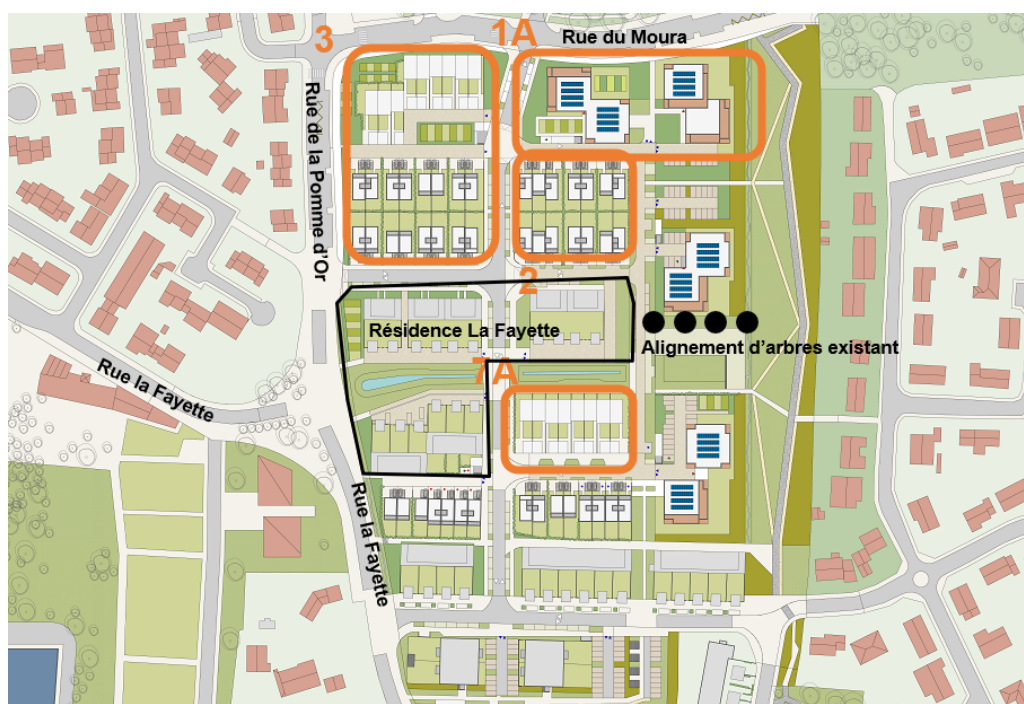 3
1A
Rue du Moura
Rue de la Pomme d'Or
2
Résidence La Fayette
Alignement d'arbres existant
7A
Rue la Fayette
Rue la Fayette